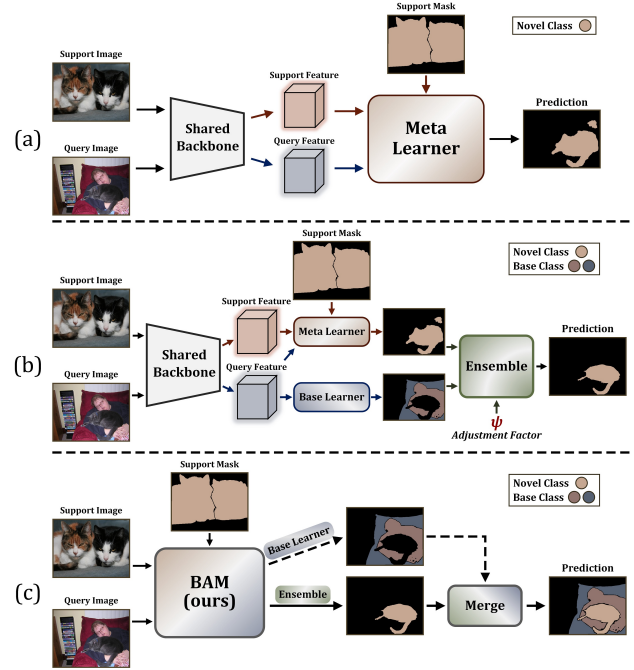 Support Mask
Novel Class
Support Image
Support Feature
Prediction
(a)
Shared
Backbone
Meta
Learner
Query Image
Query Feature
Support Mask
Novel Class
Base Class
Support Image
Support Feature
Prediction
Meta Learner
(b)
Shared
Backbone
Ensemble
Query Image
Query Feature
Base Learner
ψ
Adjustment Factor
Support Mask
Novel Class
Base Class
Support Image
Base Learner
Prediction
(c)
BAM
(ours)
Ensemble
Merge
Query Image